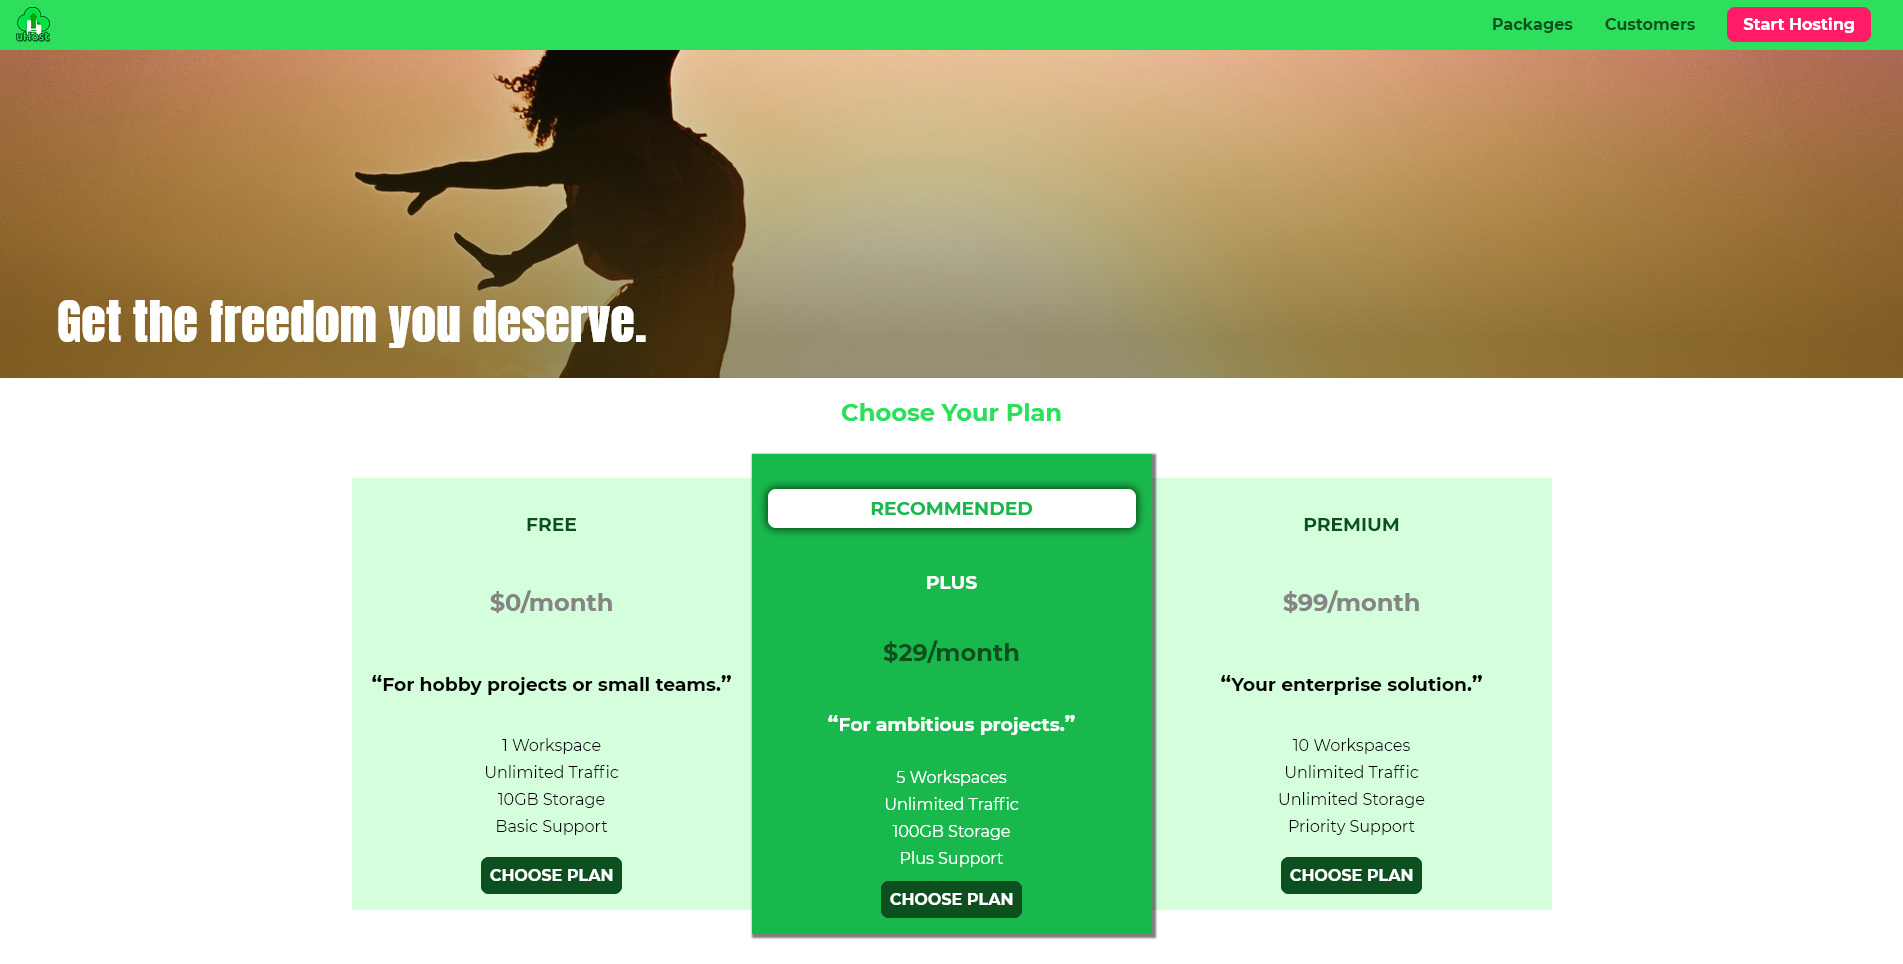 uHost
Packages
Customers
Start Hosting
Get the freedom you deserve.
Choose Your Plan
FREE
$0/month
“For hobby projects or small teams.”
1 Workspace
Unlimited Traffic
10GB Storage
Basic Support
CHOOSE PLAN
RECOMMENDED
PLUS
$29/month
“For ambitious projects.”
5 Workspaces
Unlimited Traffic
100GB Storage
Plus Support
CHOOSE PLAN
PREMIUM
$99/month
“Your enterprise solution.”
10 Workspaces
Unlimited Traffic
Unlimited Storage
Priority Support
CHOOSE PLAN